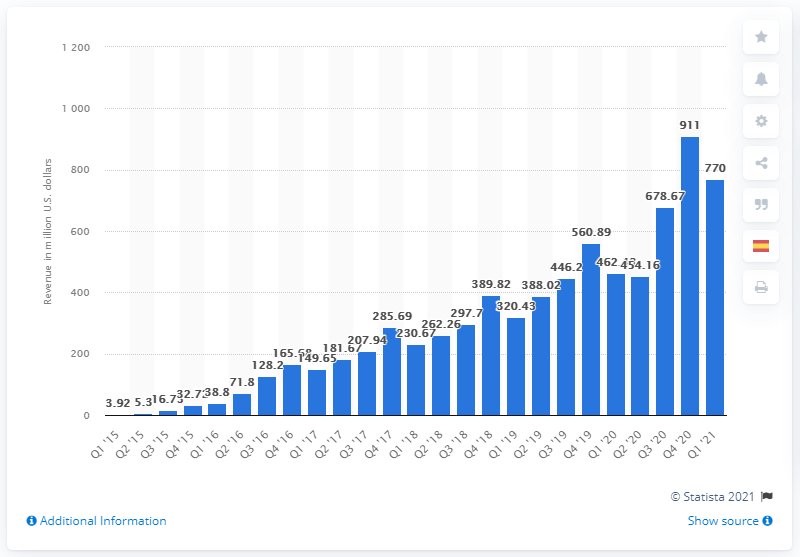 1 200
1 000
800
600
400
200
0
Revenue in million U.S. dollars
3.92
5.3
16.73
32.71
38.8
71.8
128.2
165.68
149.65
181.67
207.94
285.69
230.67
262.26
297.7
389.82
320.43
388.02
446.2
560.89
454.16
678.67
911
770
Q1 '15
Q2 '15
Q3 '15
Q4 '15
Q1 '16
Q2 '16
Q3 '16
Q4 '16
Q1 '17
Q2 '17
Q3 '17
Q4 '17
Q1 '18
Q2 '18
Q3 '18
Q4 '18
Q1 '19
Q2 '19
Q3 '19
Q4 '19
Q1 '20
Q2 '20
Q3 '20
Q4 '20
Q1 '21
© Statista 2021
Additional Information
Show source